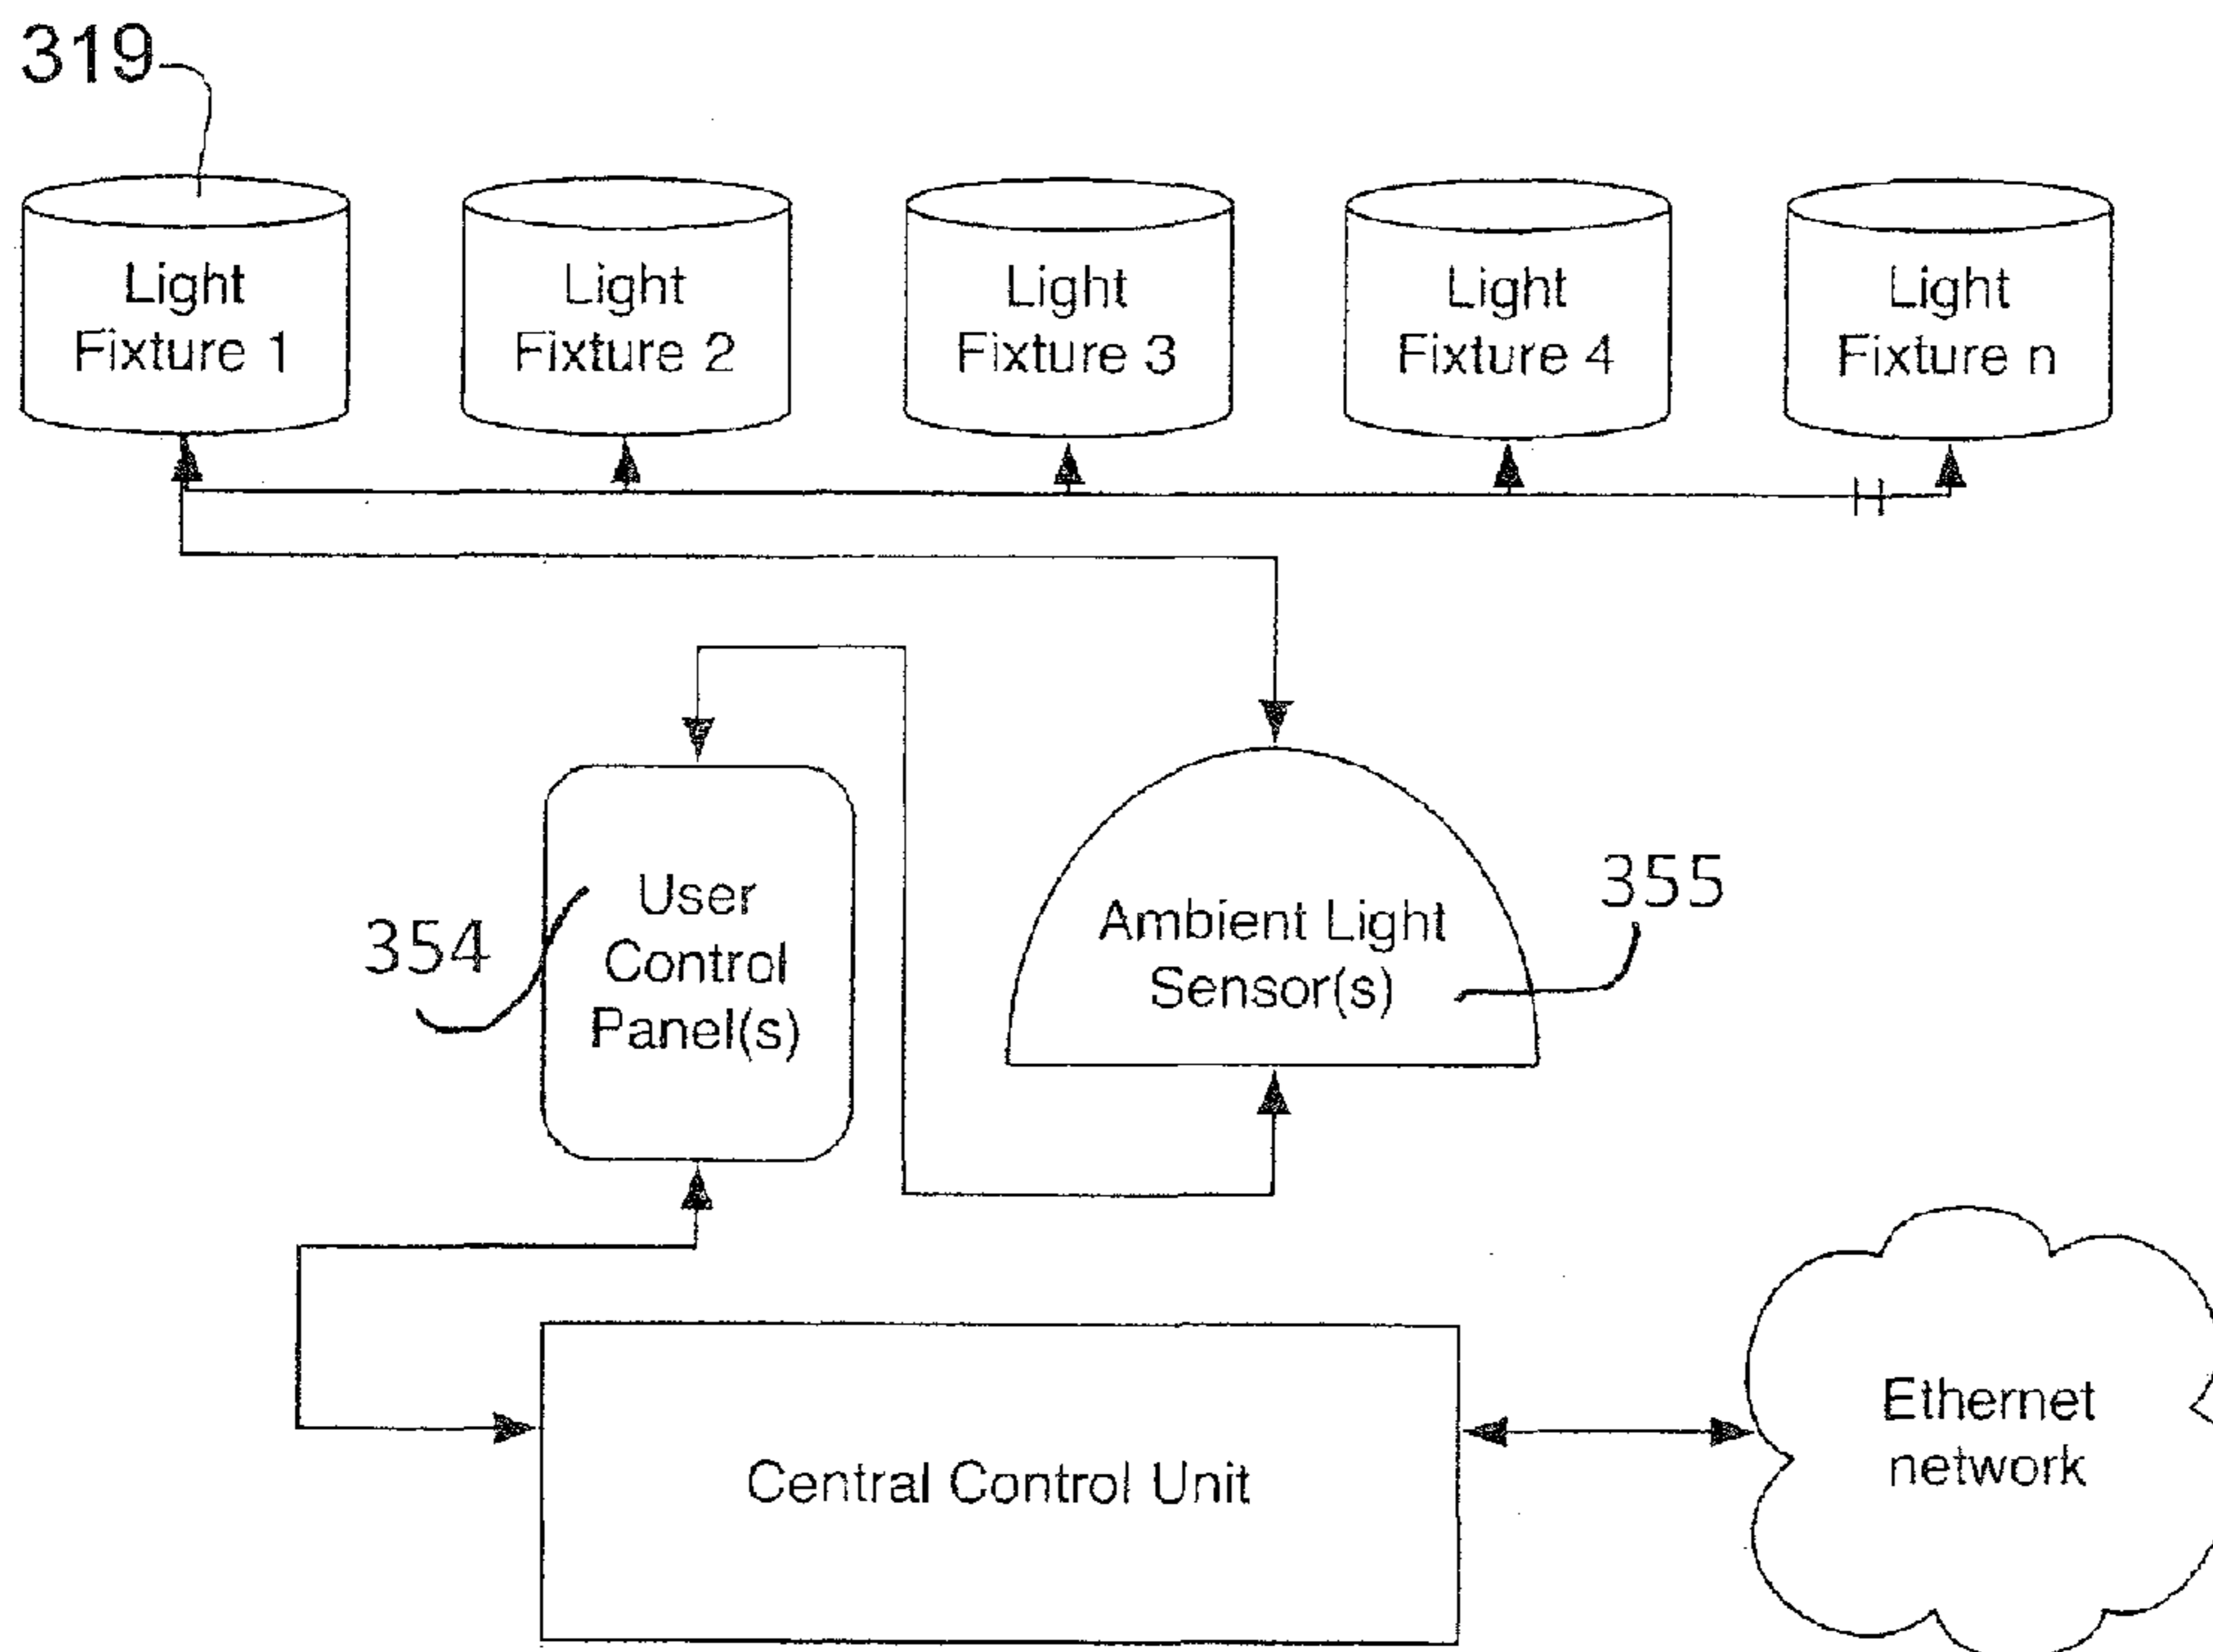 319
Light
Fixture 1
Light
Fixture 2
Light
Fixture 3
Light
Fixture 4
Light
Fixture n
354
User
Control
Panel(s)
Ambient Light
Sensor(s)
355
Central Control Unit
Ethernet
network